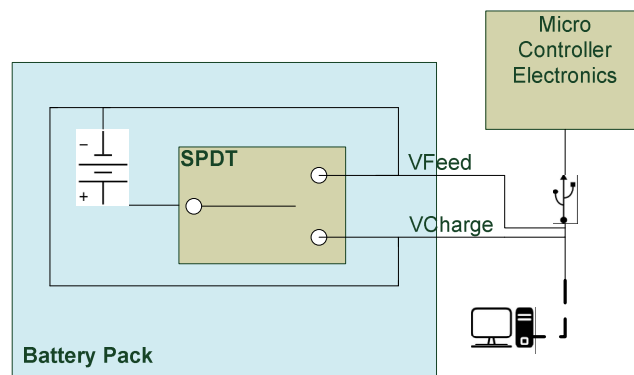 Micro
Controller
Electronics
SPDT
VFeed
VCharge
-
+
Battery Pack